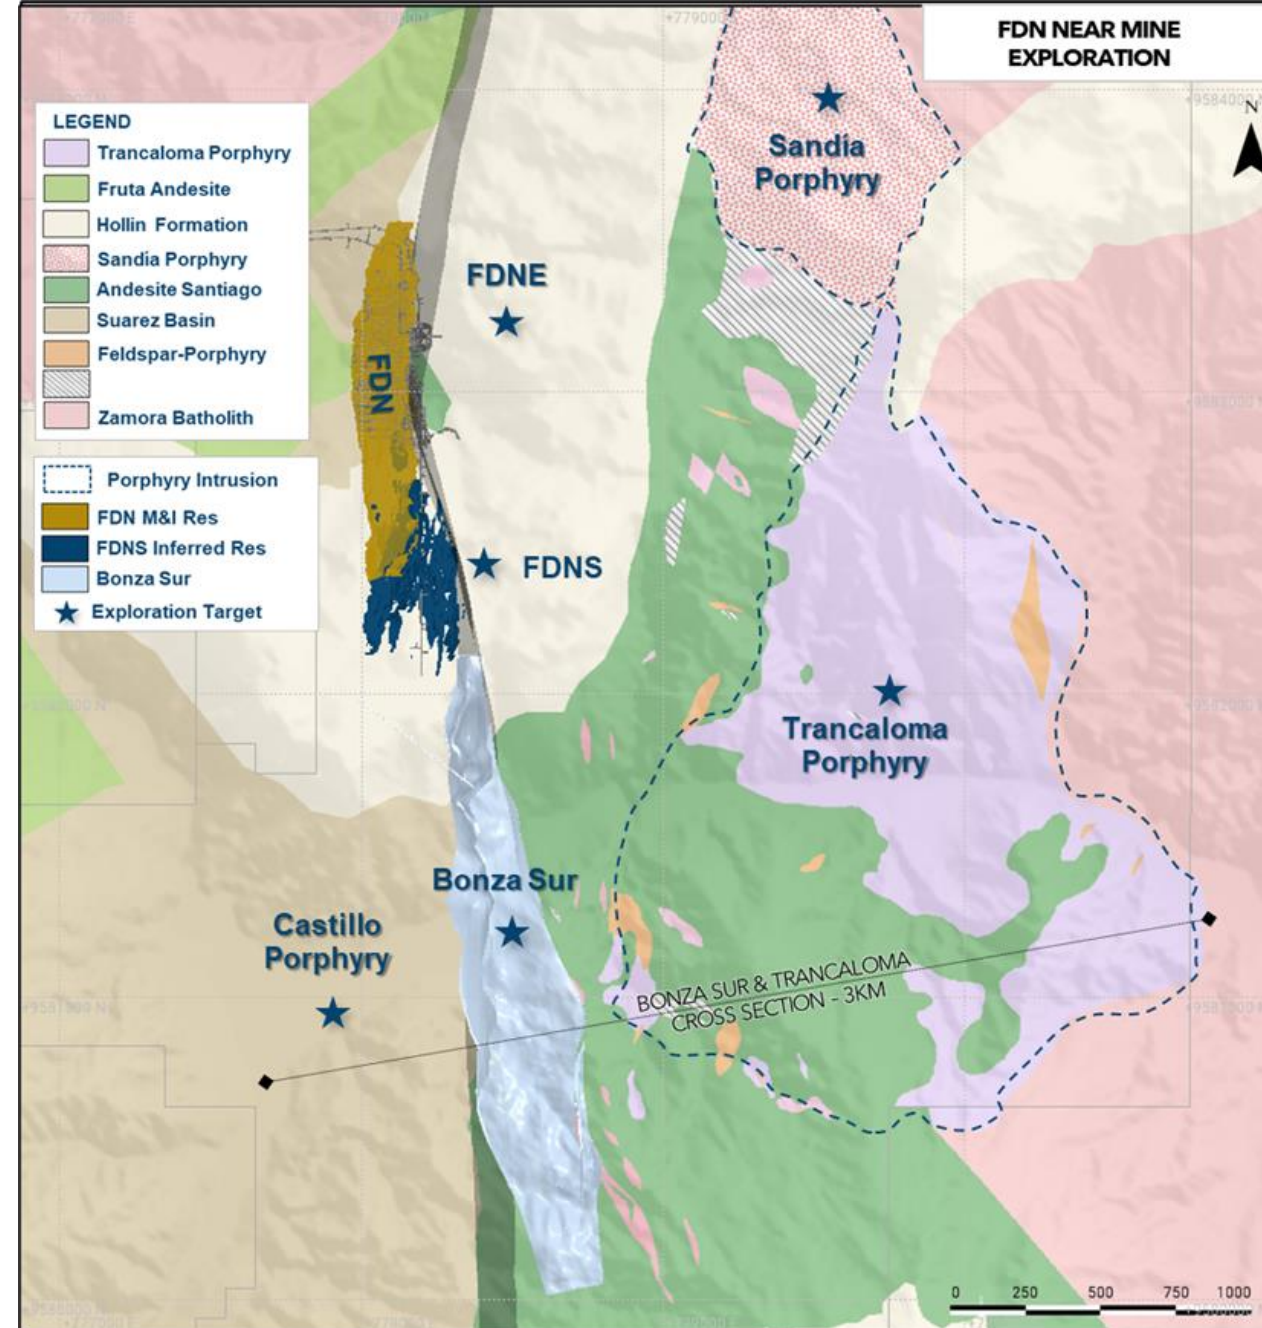 FDN NEAR MINE
EXPLORATION
+779000
+9584000 N
N
LEGEND
Trancaloma Porphyry
Fruta Andesite
Hollin Formation
Sandia Porphyry
Andesite Santiago
Suarez Basin
Feldspar-Porphyry
Zamora Batholith
Porphyry Intrusion
FDN M&I Res
FDNS Inferred Res
Bonza Sur
Exploration Target
Sandia
Porphyry
FDNE
FDN
FDNS
Trancaloma
Porphyry
Bonza Sur
Castillo
Porphyry
BONZA SUR & TRANCALOMA
CROSS SECTION - 3KM
0 250 500 750 1000